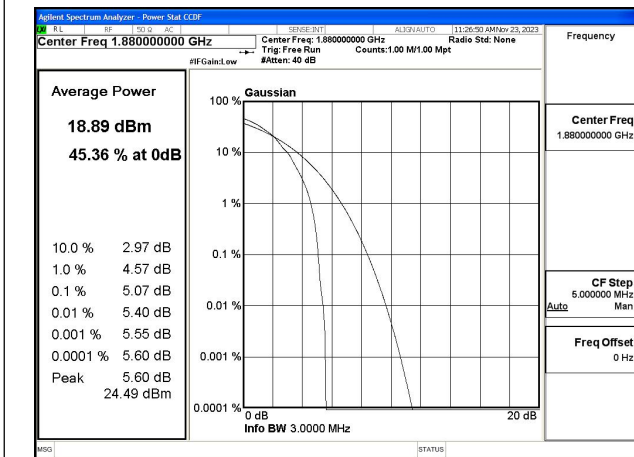 Agilent Spectrum Analyzer - Power Stat CCDF
RL RF 50 Ω AC SENSE:INT ALIGN AUTO 11:26:50 AM Nov 23, 2023
Center Freq 1.880000000 GHz
Center Freq: 1.880000000 GHz Radio Std: None
Trig: Free Run Counts:1.00 M/1.00 Mpt
#IFGain:Low #Atten: 40 dB
Frequency
Average Power
18.89 dBm
45.36 % at 0dB
10.0 % 2.97 dB
1.0 % 4.57 dB
0.1 % 5.07 dB
0.01 % 5.40 dB
0.001 % 5.55 dB
0.0001 % 5.60 dB
Peak 5.60 dB
24.49 dBm
Gaussian
100 %
10 %
1 %
0.1 %
0.01 %
0.001 %
0.0001 %
0 dB 20 dB
Info BW 3.0000 MHz
Center Freq
1.880000000 GHz
CF Step
5.000000 MHz
Auto Man
Freq Offset
0 Hz
MSG STATUS